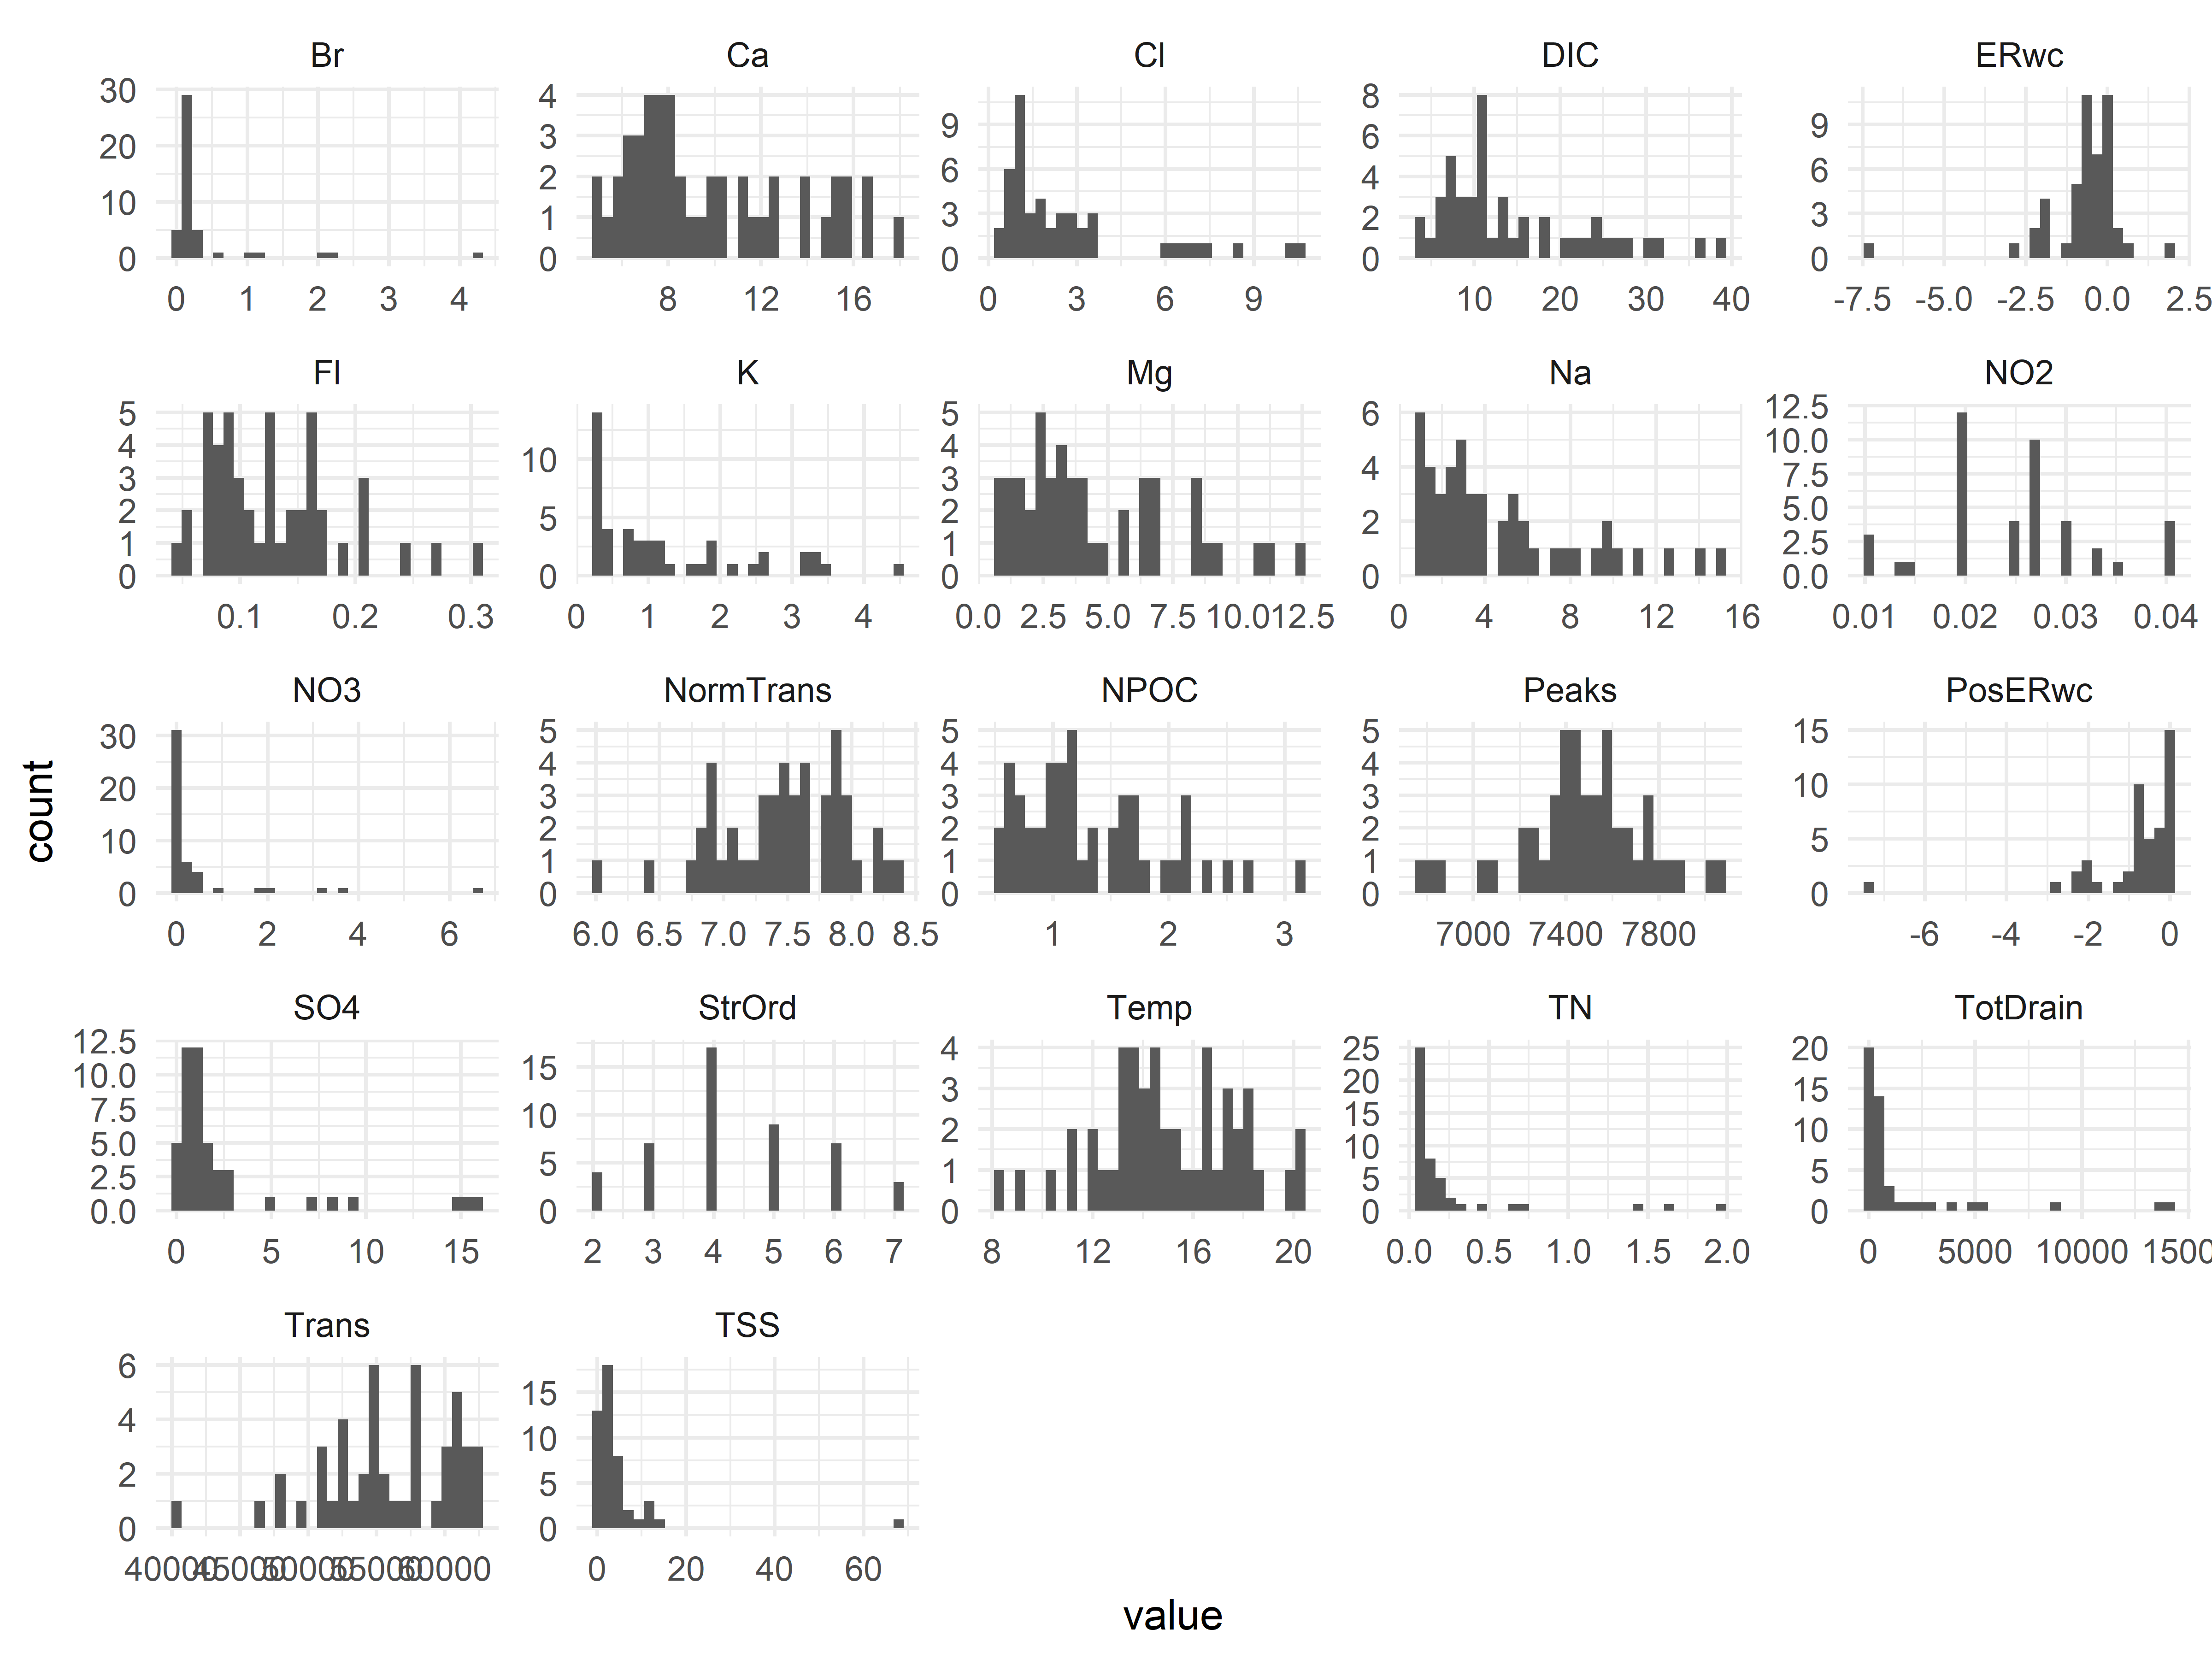 Br Ca Cl DIC ERwc
30 20 10 0
4 3 2 1 0
9 6 3 0
8 6 4 2 0
9 6 3 0
0 1 2 3 4
8 12 16
0 3 6 9
10 20 30 40
-7.5 -5.0 -2.5 0.0 2.5
Fl K Mg Na NO2
5 4 3 2 1 0
10 5 0
5 4 3 2 1 0
6 4 2 0
12.5 10.0 7.5 5.0 2.5 0.0
0.1 0.2 0.3
0 1 2 3 4
0.0 2.5 5.0 7.5 10.0 12.5
0 4 8 12 16
0.01 0.02 0.03 0.04
NO3 NormTrans NPOC Peaks PosERwc
30 20 10 0
5 4 3 2 1 0
5 4 3 2 1 0
5 4 3 2 1 0
15 10 5 0
0 2 4 6
6.0 6.5 7.0 7.5 8.0 8.5
1 2 3
7000 7400 7800
-6 -4 -2 0
count
SO4 StrOrd Temp TN TotDrain
12.5 10.0 7.5 5.0 2.5 0.0
15 10 5 0
4 3 2 1 0
25 20 15 10 5 0
20 15 10 5 0
0 5 10 15
2 3 4 5 6 7
8 12 16 20
0.0 0.5 1.0 1.5 2.0
0 5000 10000 1500
Trans TSS
6 4 2 0
15 10 5 0
40000 45000 50000 55000 60000
0 20 40 60
value